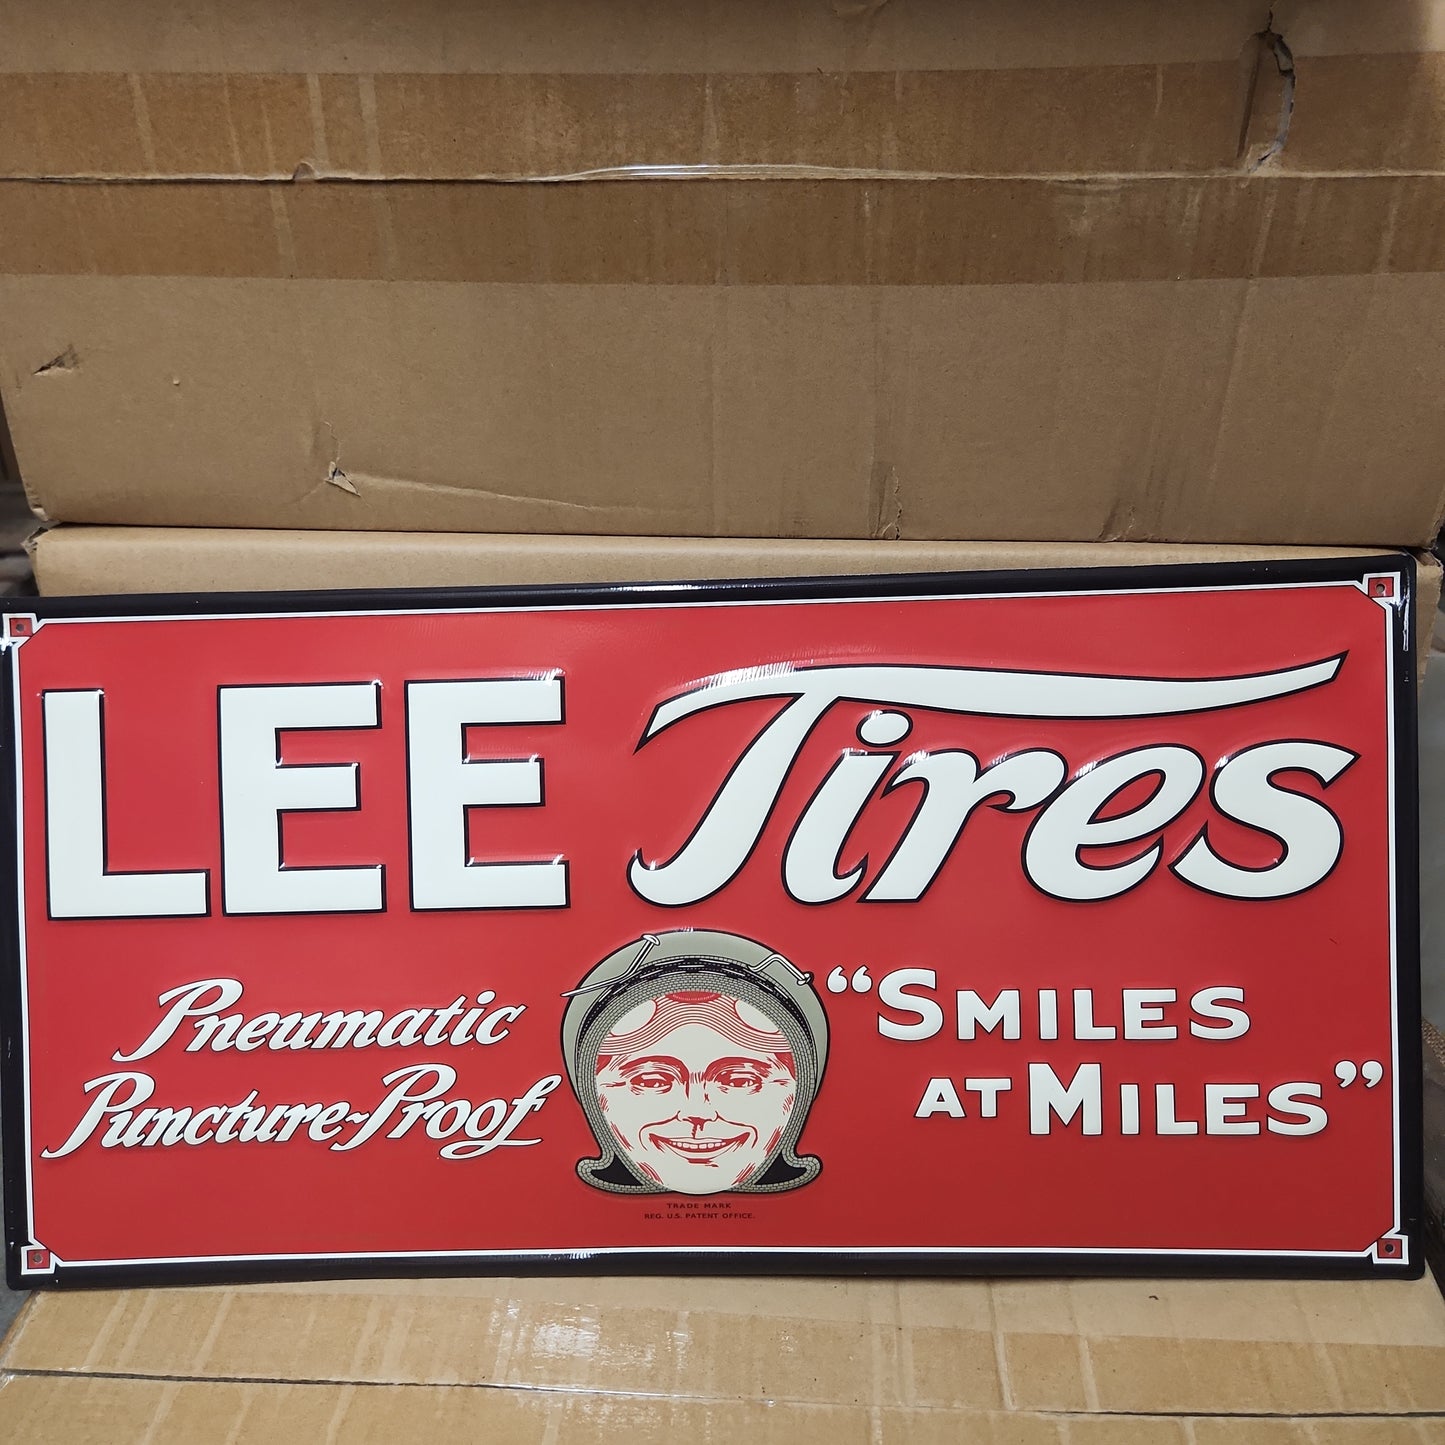 LEE Tires
Pneumatic
Puncture-Proof
"SMILES
AT MILES"
TRADE MARK
REG. U.S. PATENT OFFICE.